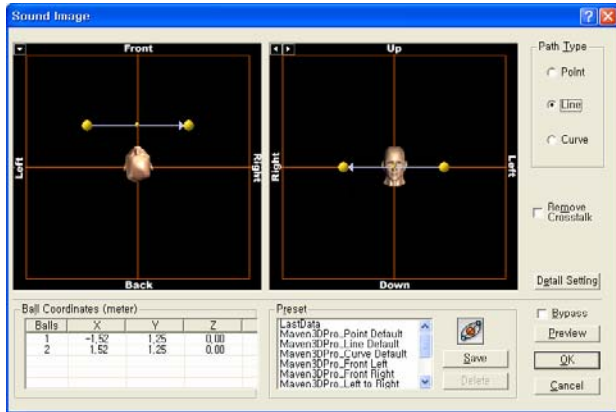 Sound Image
Front
Left
Right
Back
Up
Right
Left
Down
Path Type
Point
Line
Curve
Remove Crosstalk
Detail Setting
Ball Coordinates (meter)
Balls X Y Z
1 -1,52 1,25 0,00
2 1,52 1,25 0,00
Preset
LastData
Maven3DPro_Point Default
Maven3DPro_Line Default
Maven3DPro_Curve Default
Maven3DPro_Front Left
Maven3DPro_Front Right
Maven3DPro_Left to Right
Save
Delete
Bypass
Preview
OK
Cancel